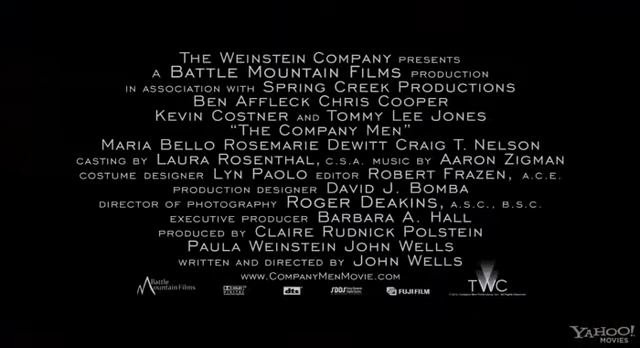 THE WEINSTEIN COMPANY PRESENTS
A BATTLE MOUNTAIN FILMS PRODUCTION
IN ASSOCIATION WITH SPRING CREEK PRODUCTIONS
BEN AFFLECK CHRIS COOPER
KEVIN COSTNER AND TOMMY LEE JONES
"THE COMPANY MEN"
MARIA BELLO ROSEMARIE DEWITT CRAIG T. NELSON
CASTING BY LAURA ROSENTHAL, C.S.A. MUSIC BY AARON ZIGMAN
COSTUME DESIGNER LYN PAOLO EDITOR ROBERT FRAZEN, A.C.E.
PRODUCTION DESIGNER DAVID J. BOMBA
DIRECTOR OF PHOTOGRAPHY ROGER DEAKINS, A.S.C., B.S.C.
EXECUTIVE PRODUCER BARBARA A. HALL
PRODUCED BY CLAIRE RUDNICK POLSTEIN
PAULA WEINSTEIN JOHN WELLS
WRITTEN AND DIRECTED BY JOHN WELLS
WWW.COMPANYMENMOVIE.COM
Battle Mountain Films DOLBY dts SDDS FUJIFILM TWC
YAHOO! MOVIES